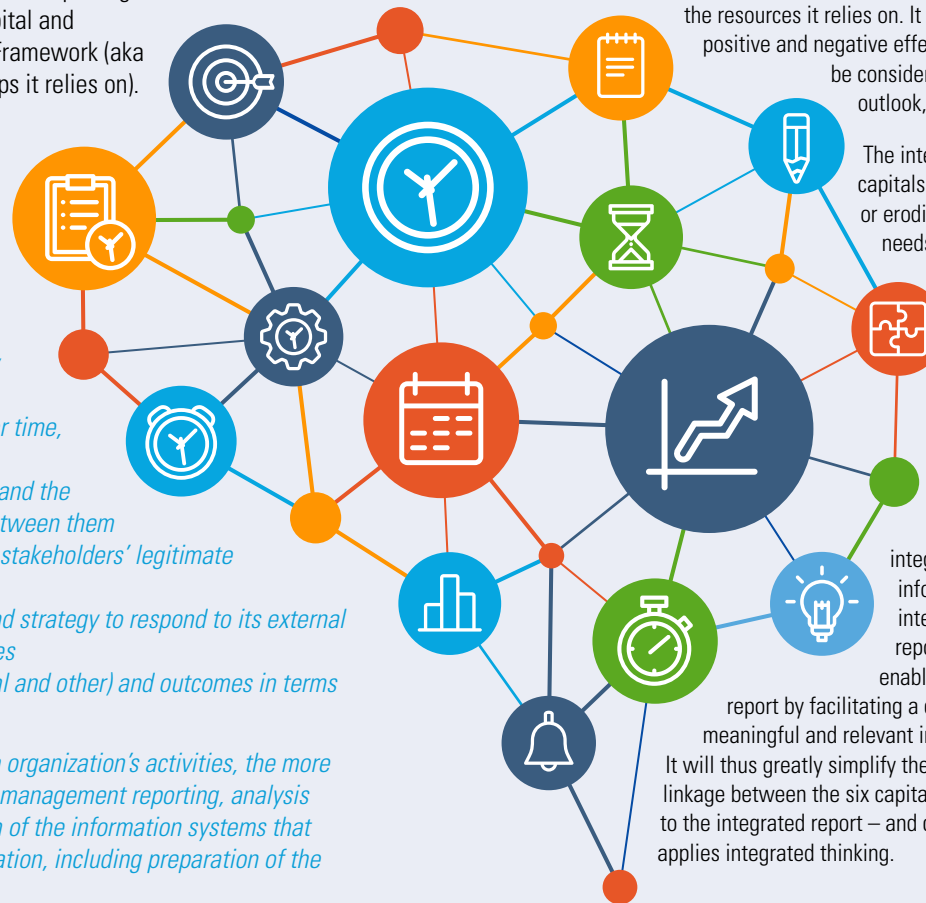 pital and
Framework (aka
ps it relies on).
r time,
and the
tween them
stakeholders' legitimate
d strategy to respond to its external
es
al and other) and outcomes in terms
organization's activities, the more
management reporting, analysis
n of the information systems that
ation, including preparation of the
the resources it relies on. It
positive and negative effe
be consider
outlook,
The inte
capitals
or erodi
needs
integ
info
inte
repo
enabl
report by facilitating a c
meaningful and relevant in
It will thus greatly simplify the
linkage between the six capita
to the integrated report – and c
applies integrated thinking.